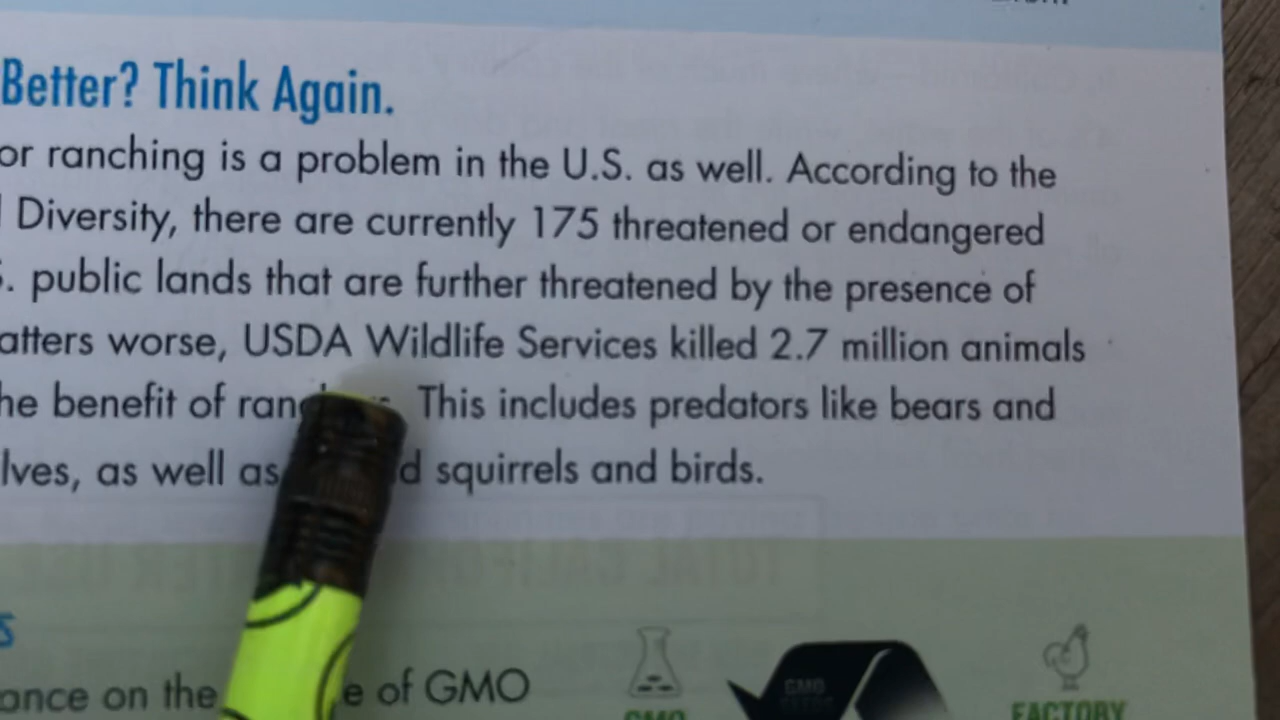 Better? Think Again.
or ranching is a problem in the U.S. as well. According to the
Diversity, there are currently 175 threatened or endangered
. public lands that are further threatened by the presence of
atters worse, USDA Wildlife Services killed 2.7 million animals
he benefit of This includes predators like bears and
lves, as well as d squirrels and birds.
ance on the e of GMO
GMO
SEEDS
GMO
FACTORY